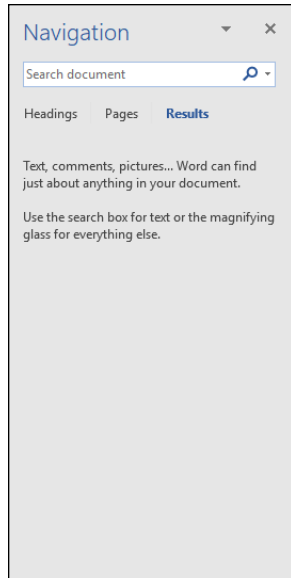 Navigation
Search document
Headings Pages Results
Text, comments, pictures... Word can find
just about anything in your document.
Use the search box for text or the magnifying
glass for everything else.